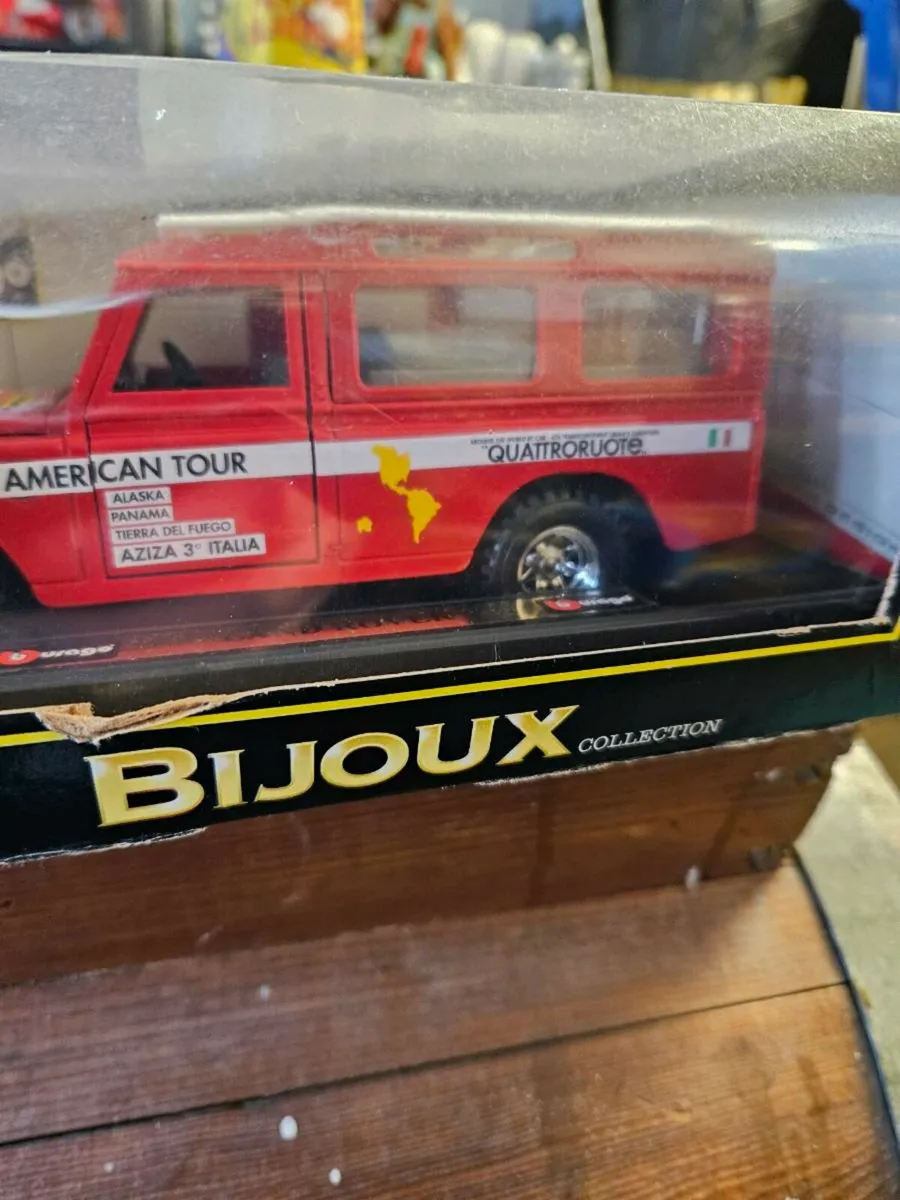 AMERICAN TOUR
ALASKA
PANAMA
TIERRA DEL FUEGO
AZIZA 3° ITALIA
"QUATTRORUOTE"
burago
burago
BIJOUX COLLECTION